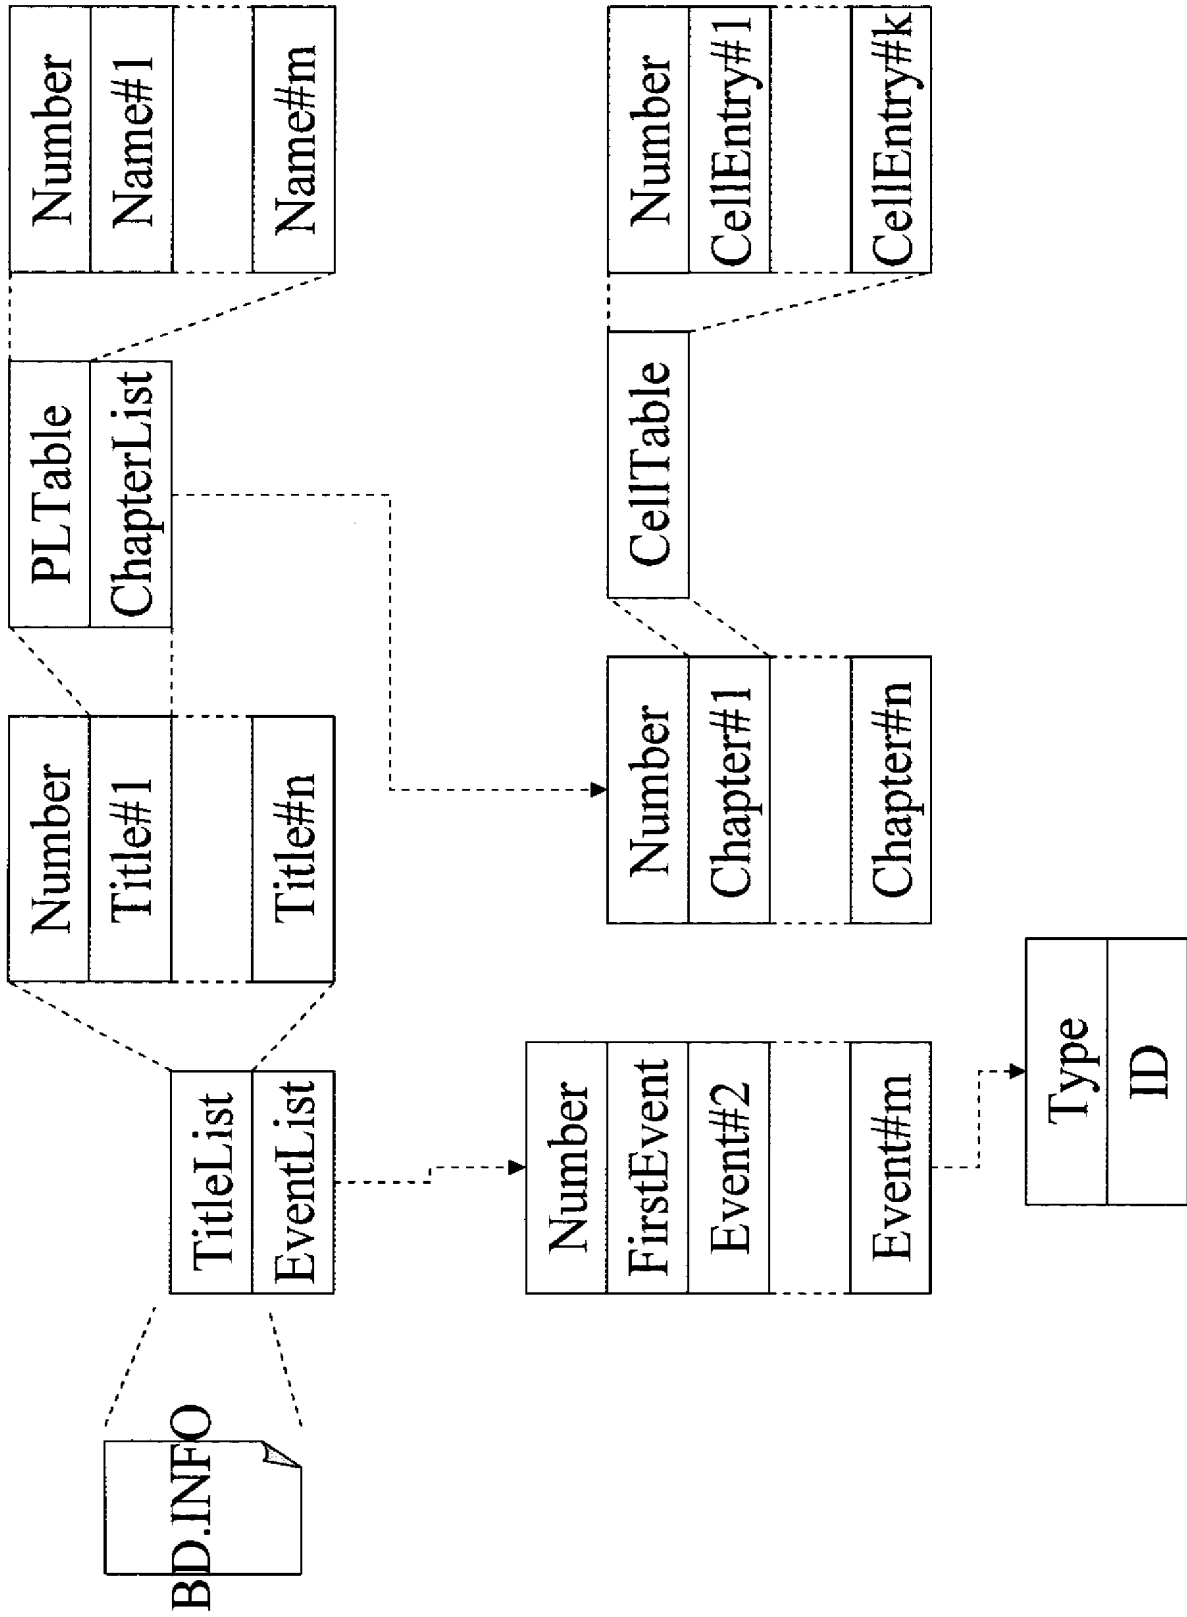 BD.INFO
TitleList
EventList
Number
Title#1
Title#n
PLTable
ChapterList
Number
Name#1
Name#m
Number
FirstEvent
Event#2
Event#m
Type
ID
Number
Chapter#1
Chapter#n
CellTable
Number
CellEntry#1
CellEntry#k